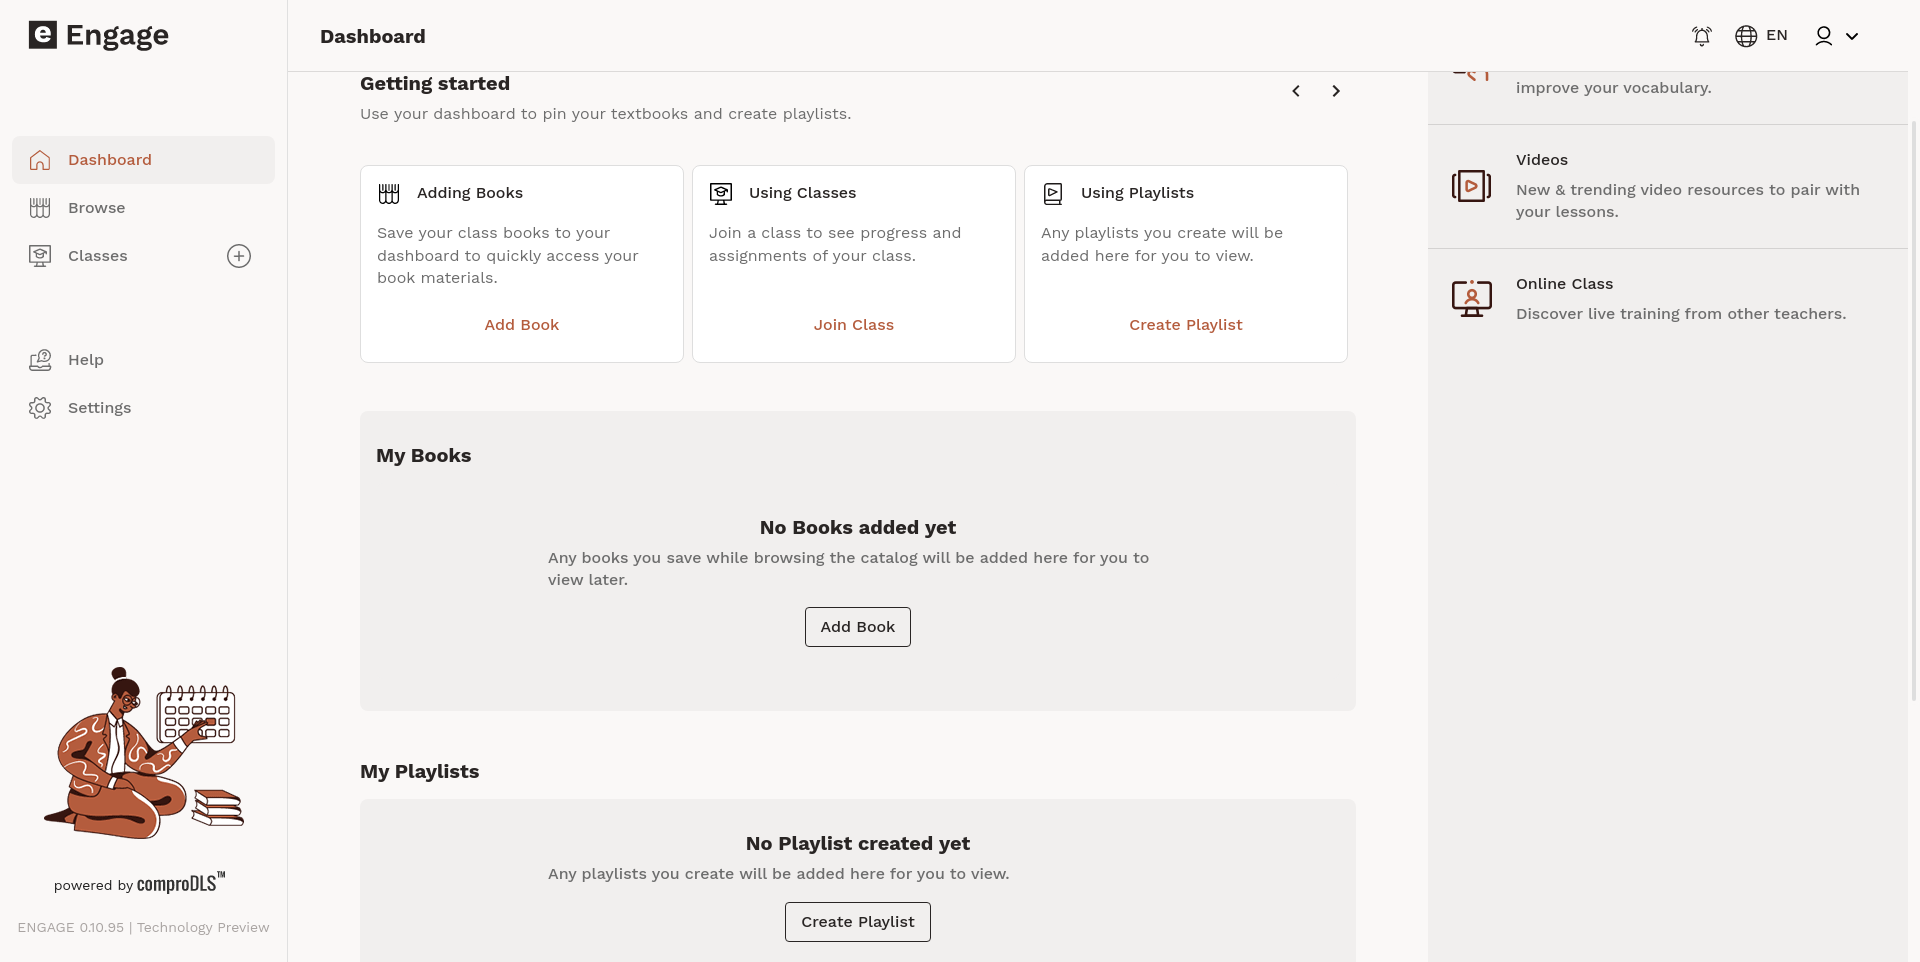 e Engage
Dashboard
EN
Dashboard
Browse
Classes
Help
Settings
powered by comproDLS™
ENGAGE 0.10.95 | Technology Preview
Getting started
Use your dashboard to pin your textbooks and create playlists.
Adding Books
Save your class books to your
dashboard to quickly access your
book materials.
Add Book
Using Classes
Join a class to see progress and
assignments of your class.
Join Class
Using Playlists
Any playlists you create will be
added here for you to view.
Create Playlist
My Books
No Books added yet
Any books you save while browsing the catalog will be added here for you to
view later.
Add Book
My Playlists
No Playlist created yet
Any playlists you create will be added here for you to view.
Create Playlist
improve your vocabulary.
Videos
New & trending video resources to pair with
your lessons.
Online Class
Discover live training from other teachers.